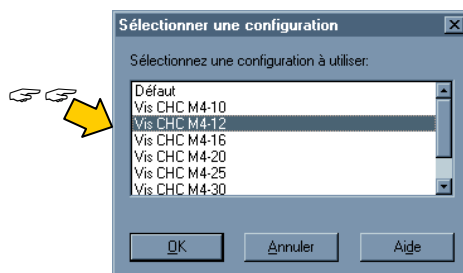 Sélectionner une configuration
Sélectionnez une configuration à utiliser:
Défaut
Vis CHC M4-10
Vis CHC M4-12
Vis CHC M4-16
Vis CHC M4-20
Vis CHC M4-25
Vis CHC M4-30
OK
Annuler
Aide